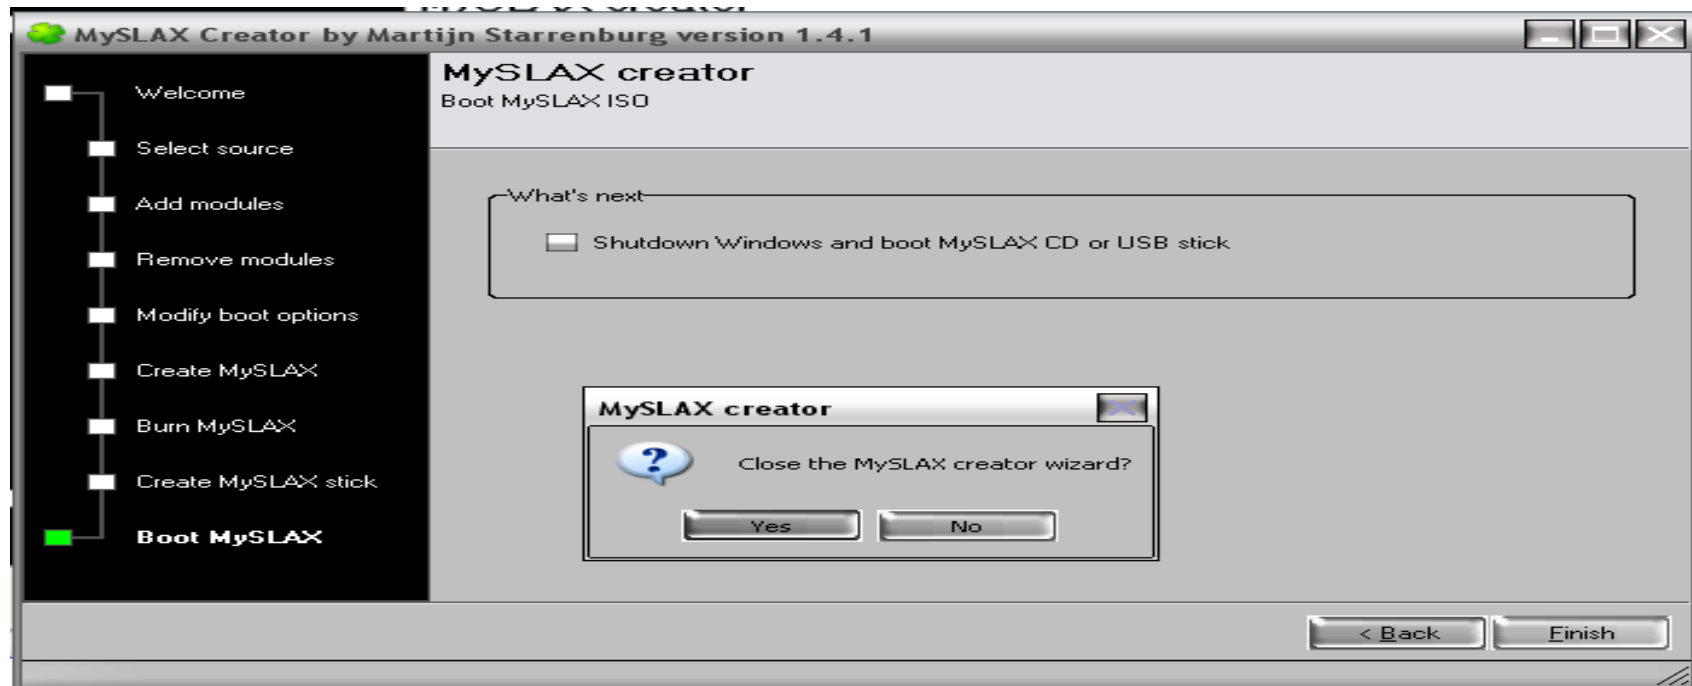 MySLAX creator
MySLAX Creator by Martijn Starrenburg version 1.4.1
Welcome
Select source
Add modules
Remove modules
Modify boot options
Create MySLAX
Burn MySLAX
Create MySLAX stick
Boot MySLAX
MySLAX creator
Boot MySLAX ISO
What's next
Shutdown Windows and boot MySLAX CD or USB stick
MySLAX creator
Close the MySLAX creator wizard?
Yes
No
< Back
Finish